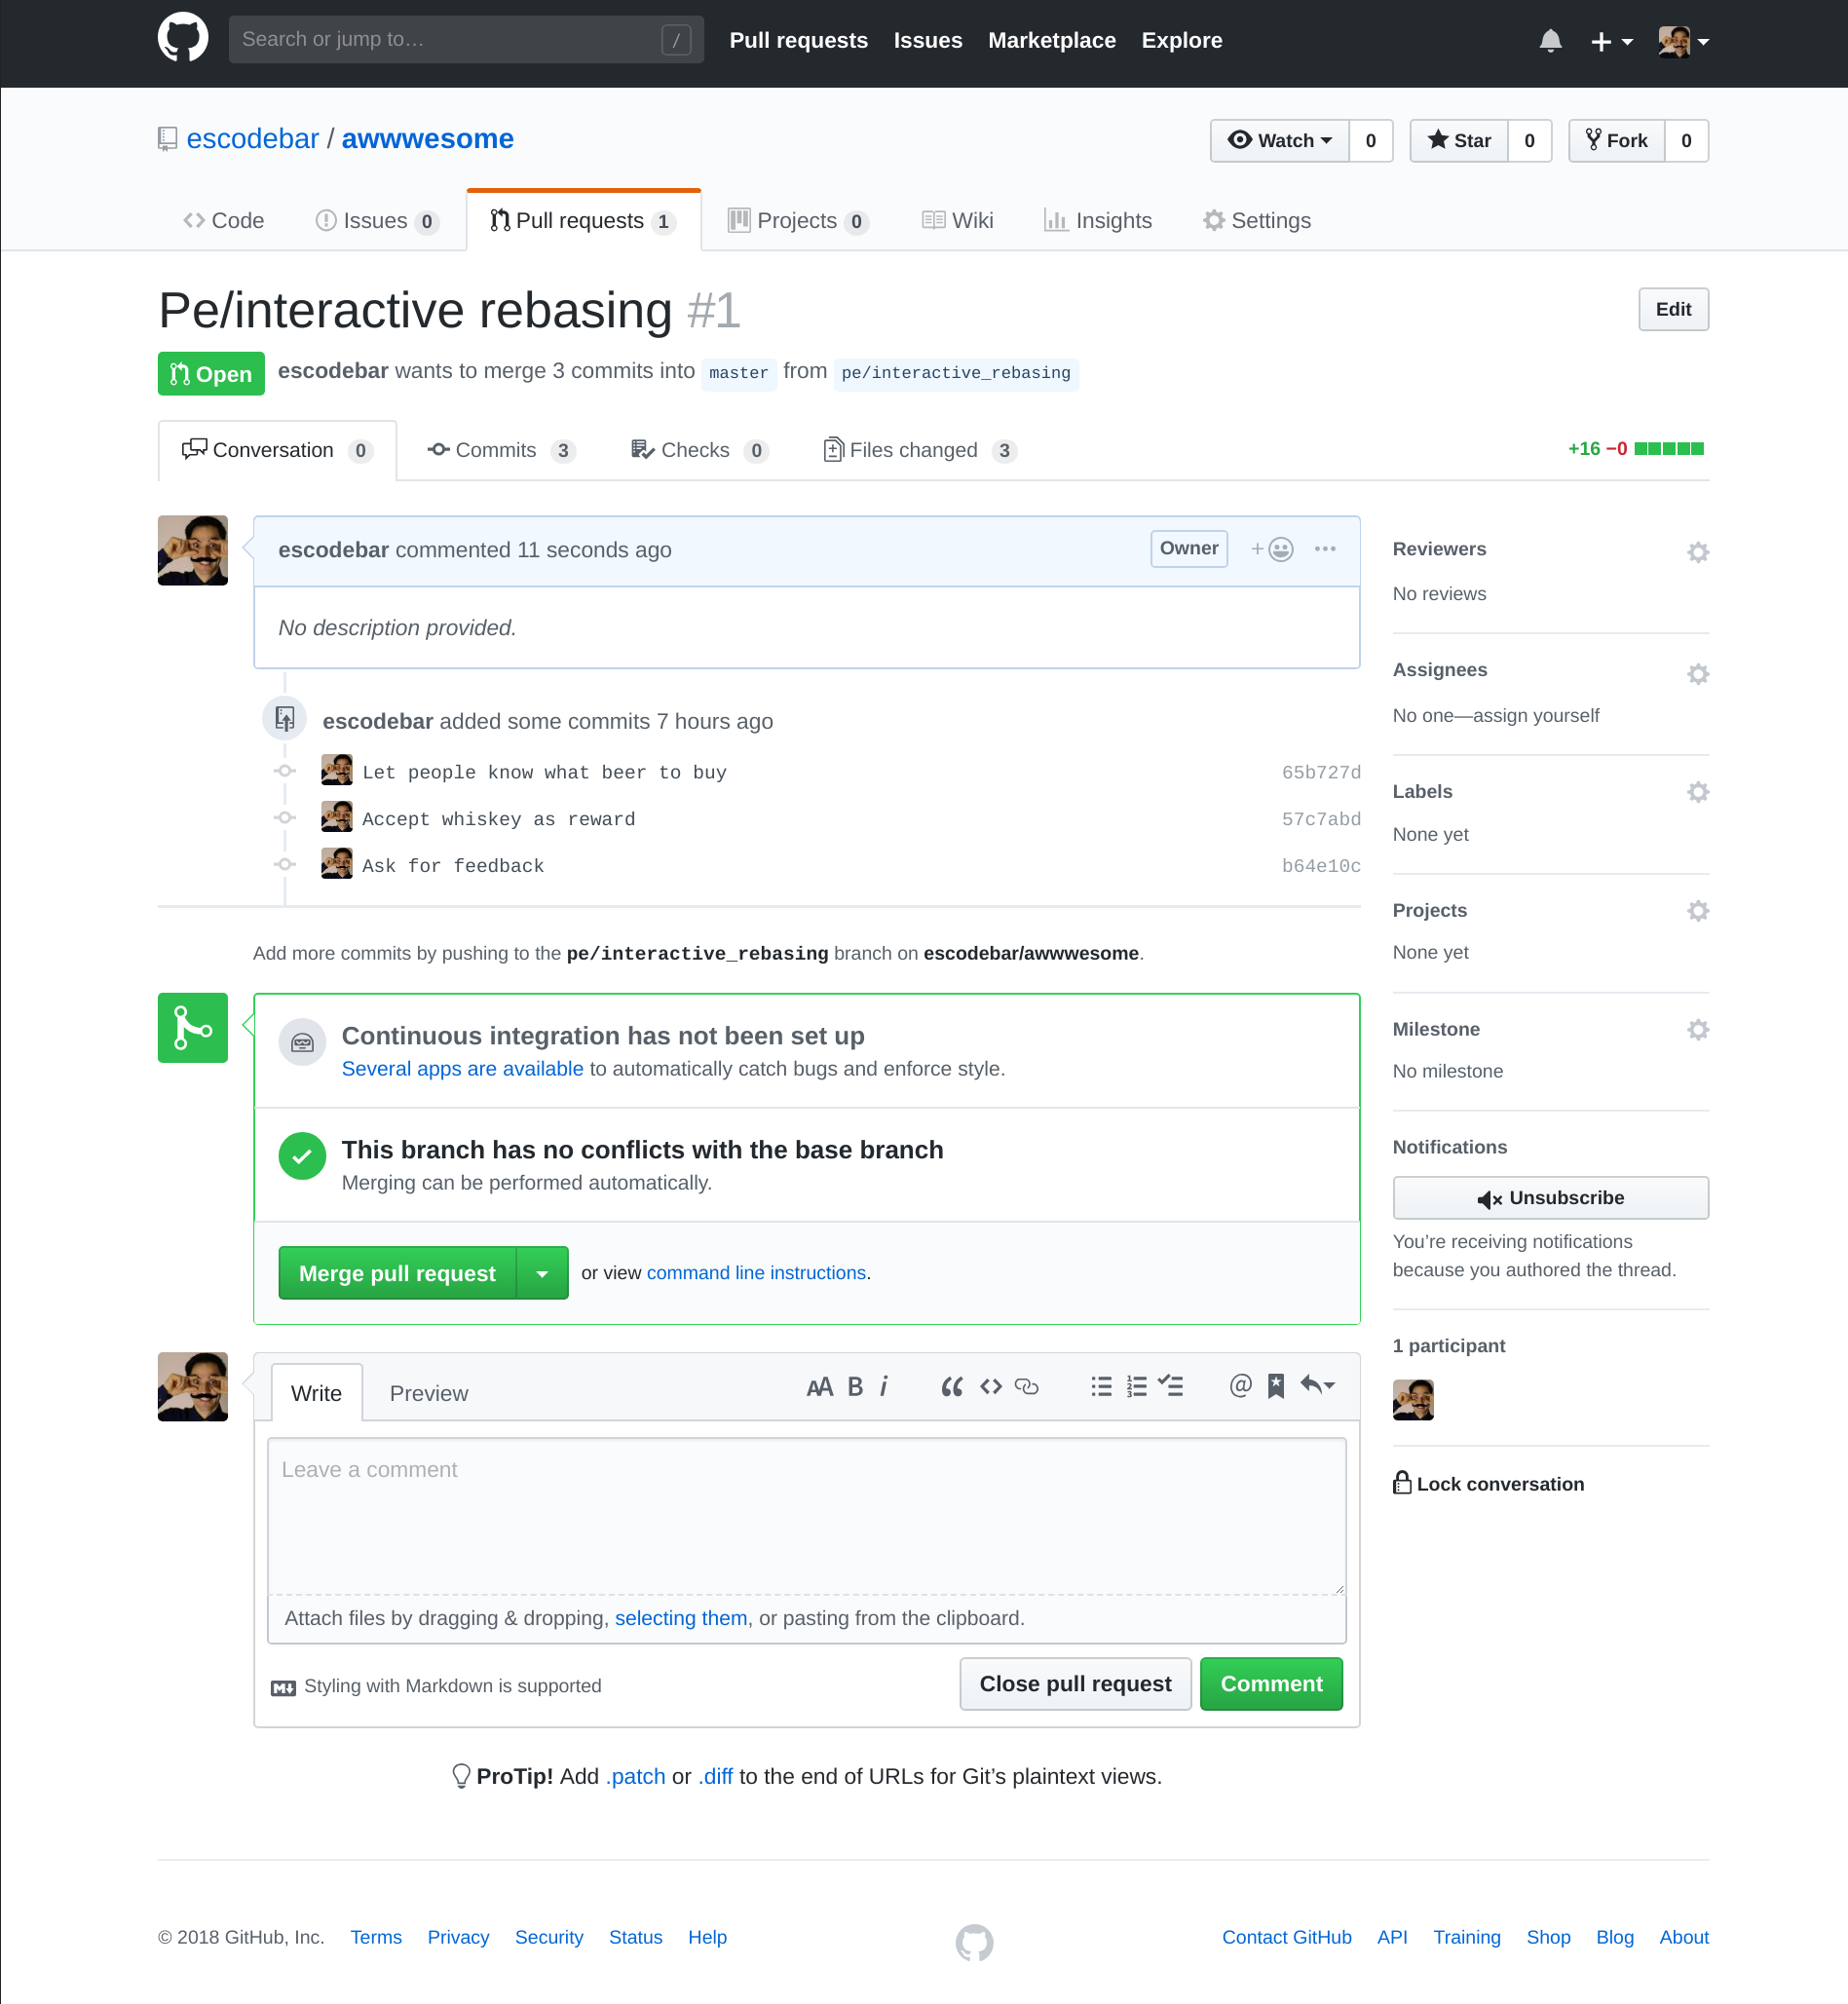 Search or jump to… /
Pull requests Issues Marketplace Explore
escodebar / awwwesome
Watch 0 Star 0 Fork 0
Code Issues 0 Pull requests 1 Projects 0 Wiki Insights Settings
Pe/interactive rebasing #1
Edit
Open escodebar wants to merge 3 commits into master from pe/interactive_rebasing
Conversation 0 Commits 3 Checks 0 Files changed 3
+16 −0
escodebar commented 11 seconds ago
Owner
No description provided.
escodebar added some commits 7 hours ago
Let people know what beer to buy 65b727d
Accept whiskey as reward 57c7abd
Ask for feedback b64e10c
Add more commits by pushing to the pe/interactive_rebasing branch on escodebar/awwwesome.
Continuous integration has not been set up
Several apps are available to automatically catch bugs and enforce style.
This branch has no conflicts with the base branch
Merging can be performed automatically.
Merge pull request or view command line instructions.
Write Preview
Leave a comment
Attach files by dragging & dropping, selecting them, or pasting from the clipboard.
Styling with Markdown is supported
Close pull request Comment
ProTip! Add .patch or .diff to the end of URLs for Git’s plaintext views.
Reviewers
No reviews
Assignees
No one—assign yourself
Labels
None yet
Projects
None yet
Milestone
No milestone
Notifications
Unsubscribe
You’re receiving notifications
because you authored the thread.
1 participant
Lock conversation
© 2018 GitHub, Inc. Terms Privacy Security Status Help
Contact GitHub API Training Shop Blog About